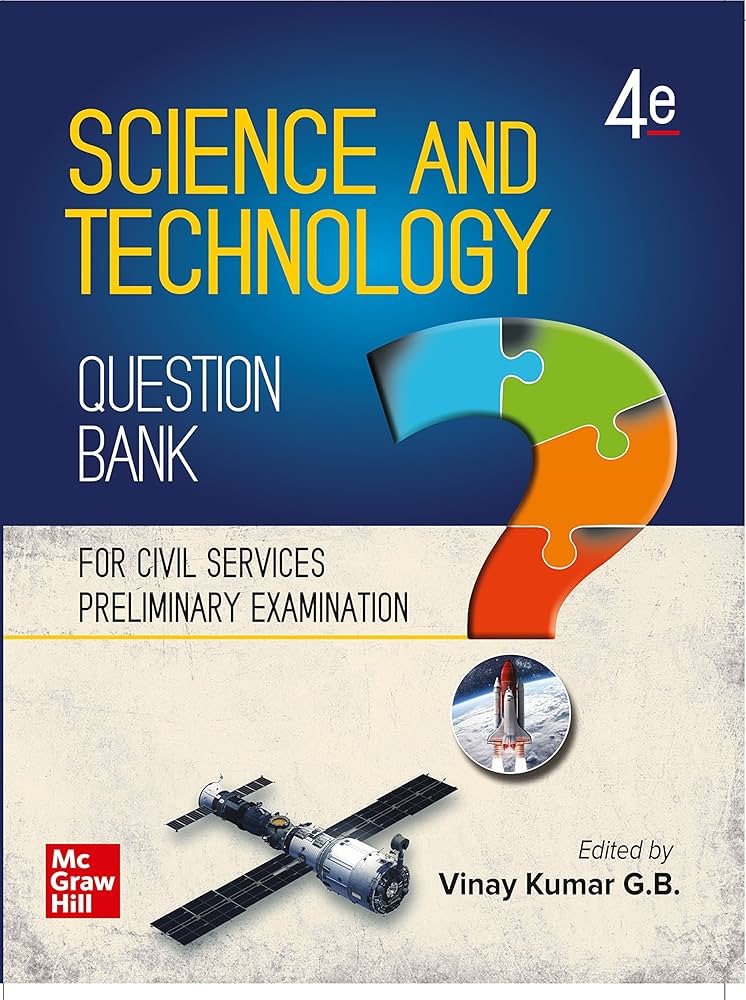 4e
SCIENCE AND
TECHNOLOGY
QUESTION
BANK
FOR CIVIL SERVICES
PRELIMINARY EXAMINATION
Edited by
Vinay Kumar G.B.
Mc
Graw
Hill